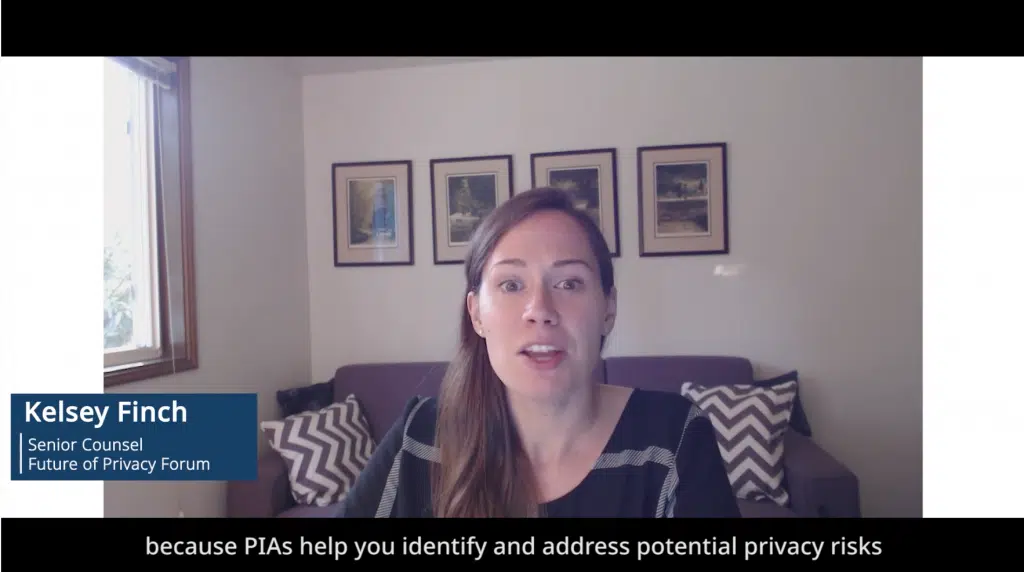 Kelsey Finch
Senior Counsel
Future of Privacy Forum
because PIAs help you identify and address potential privacy risks